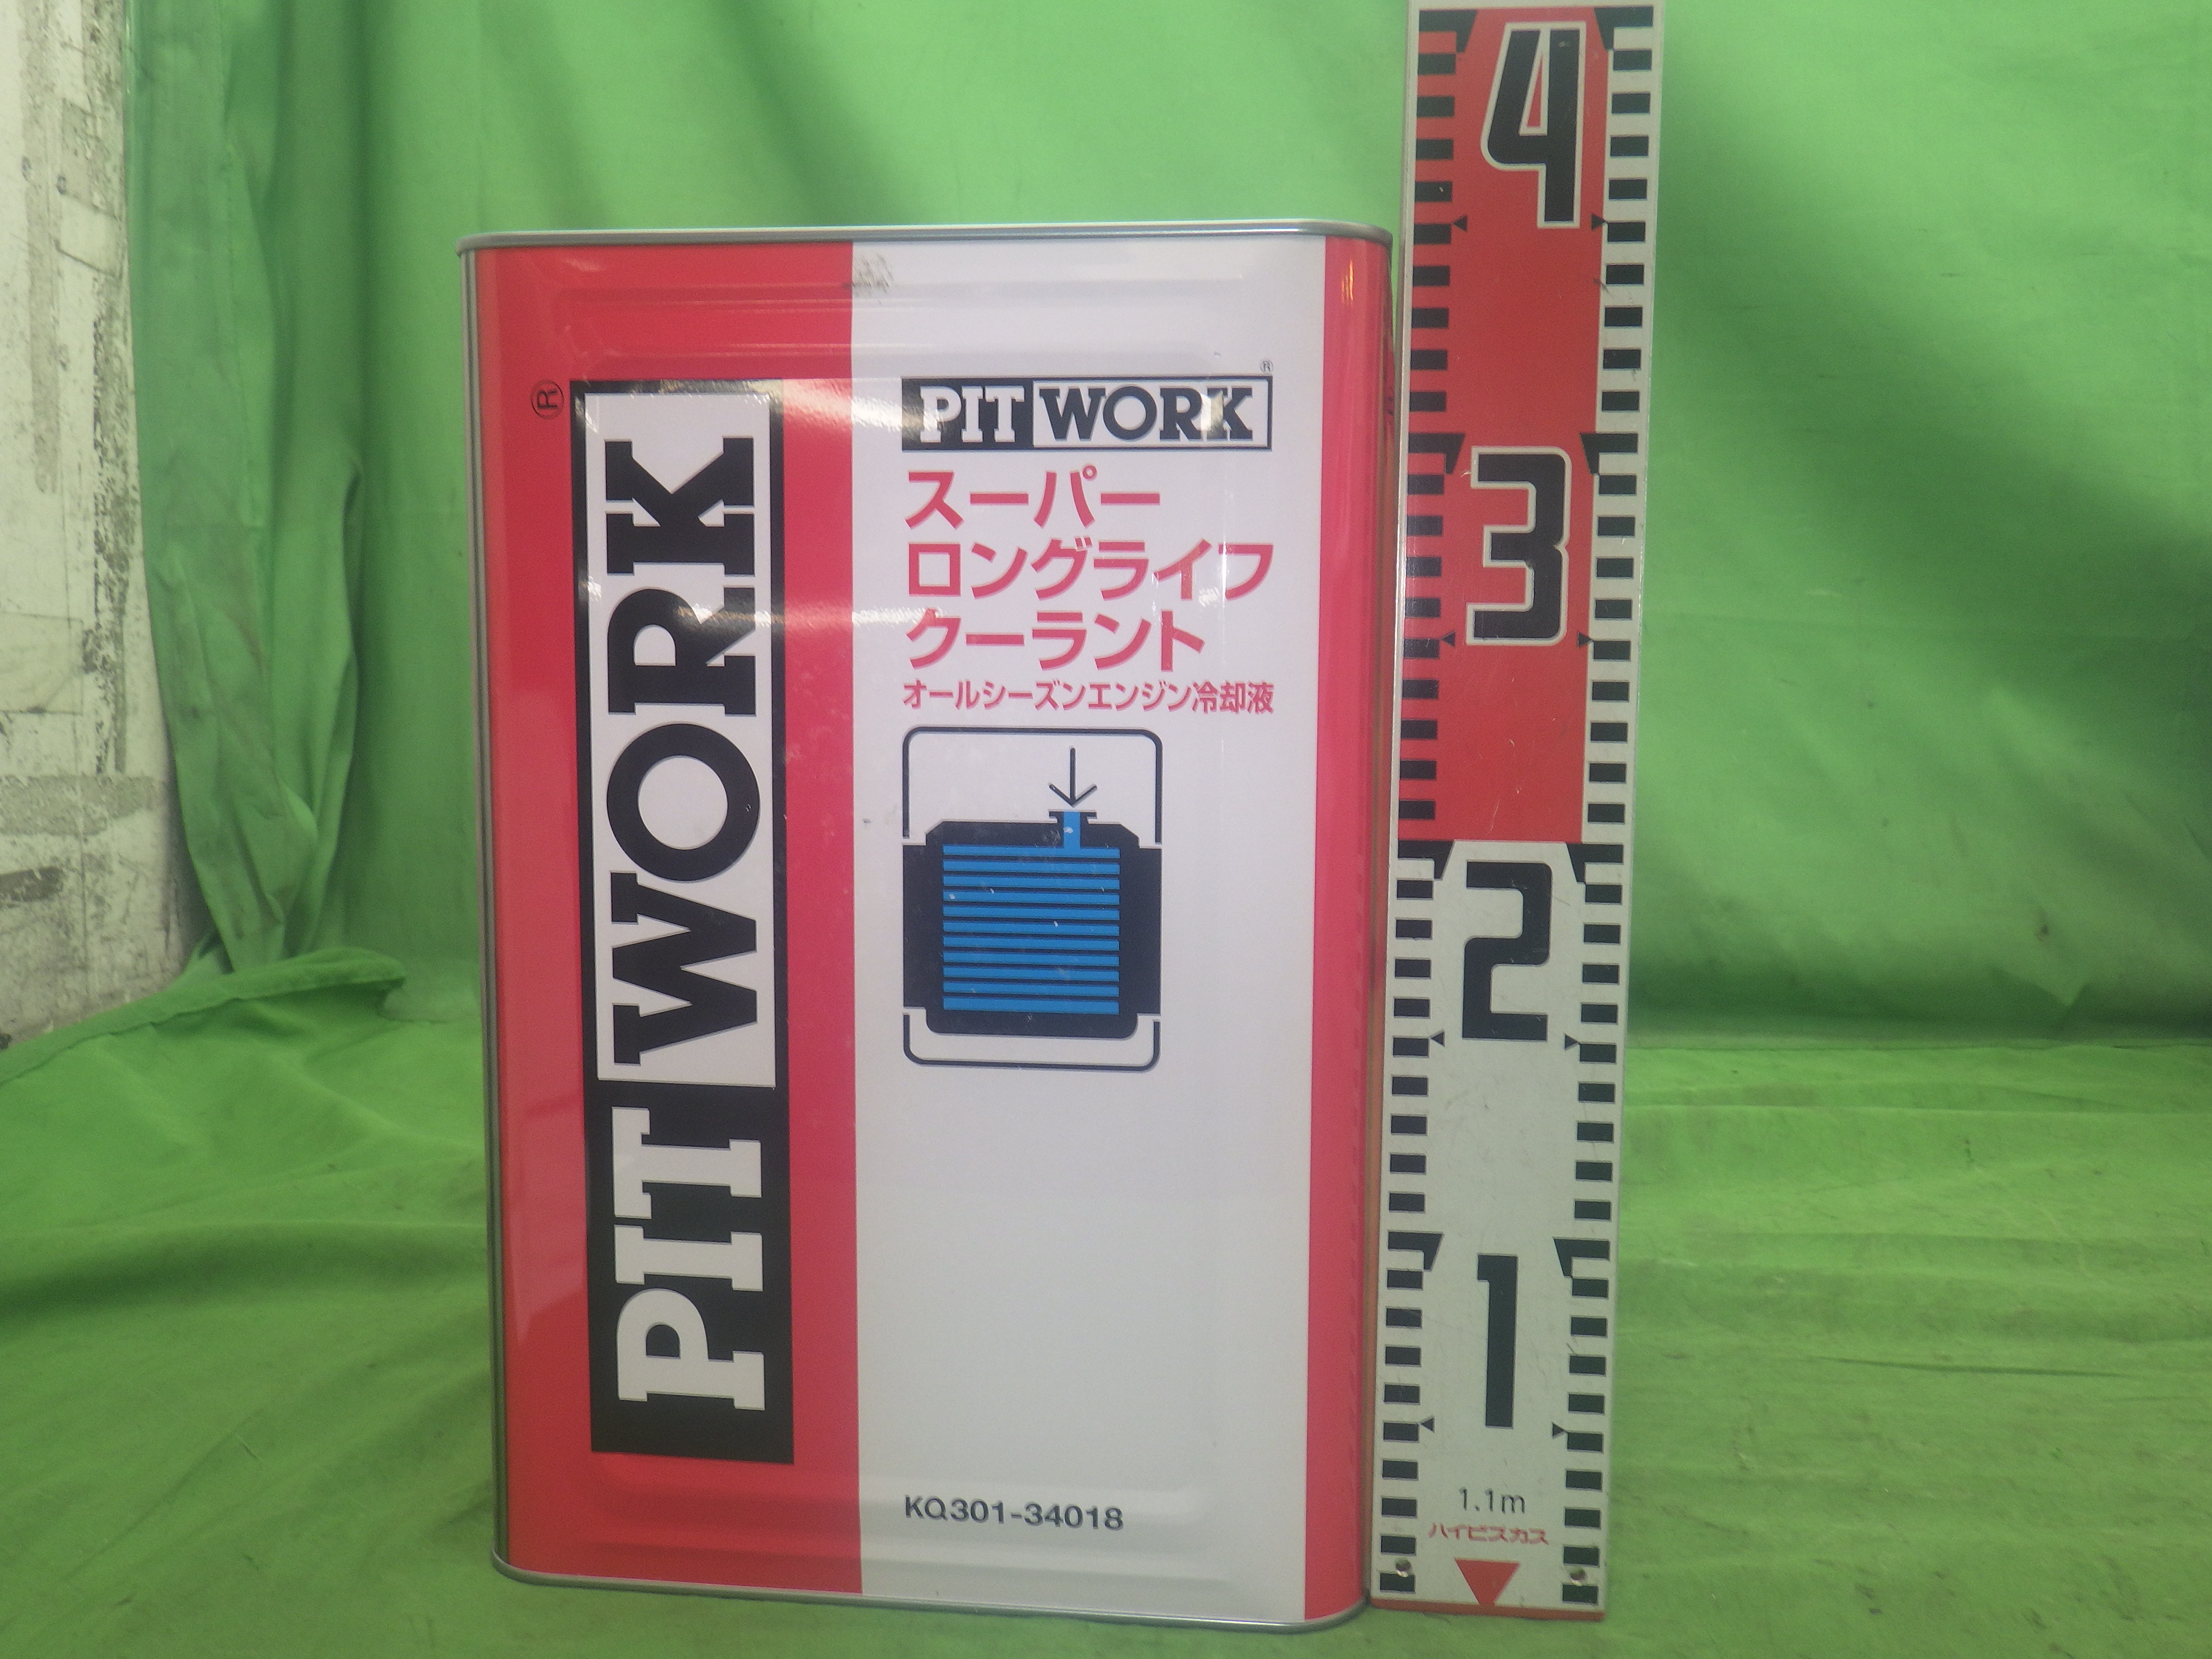 PIT WORK ®
PIT WORK ®
スーパー
ロングライフ
クーラント
オールシーズンエンジン冷却液
KQ301-34018
4
3
2
1
1.1m
ハイビスカス